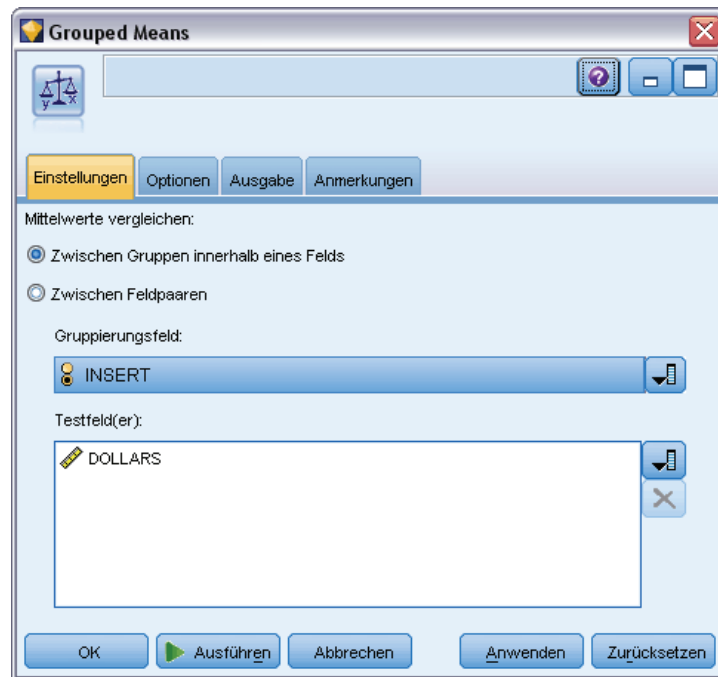 Grouped Means
Einstellungen Optionen Ausgabe Anmerkungen
Mittelwerte vergleichen:
Zwischen Gruppen innerhalb eines Felds
Zwischen Feldpaaren
Gruppierungsfeld:
INSERT
Testfeld(er):
DOLLARS
OK Ausführen Abbrechen Anwenden Zurücksetzen